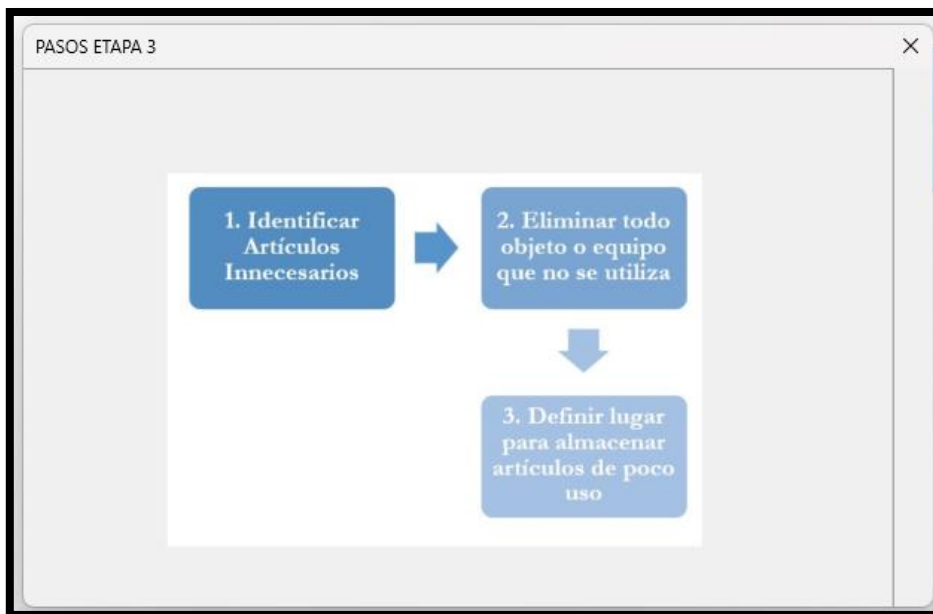 PASOS ETAPA 3
1. Identificar
Artículos
Innecesarios
2. Eliminar todo
objeto o equipo
que no se utiliza
3. Definir lugar
para almacenar
artículos de poco
uso